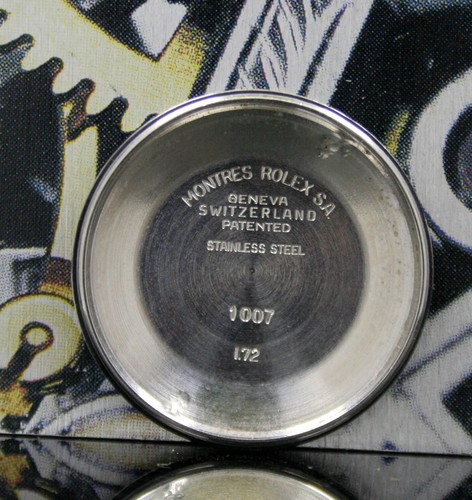 MONTRES ROLEX S.A.
GENEVA
SWITZERLAND
PATENTED
STAINLESS STEEL
1007
I.72